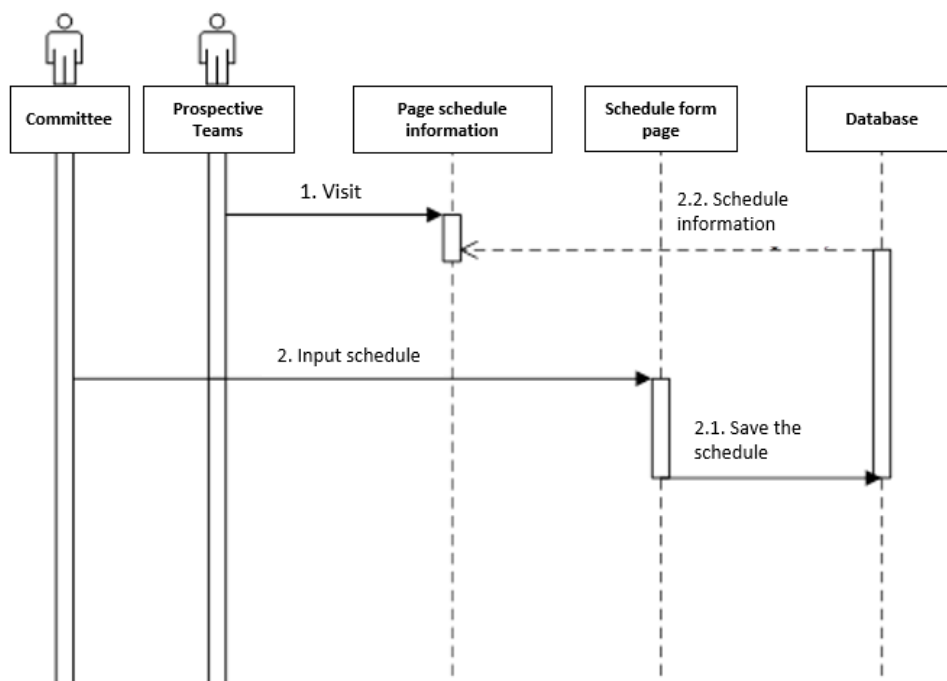 Committee
Prospective
Teams
Page schedule
information
Schedule form
page
Database
1. Visit
2.2. Schedule
information
2. Input schedule
2.1. Save the
schedule